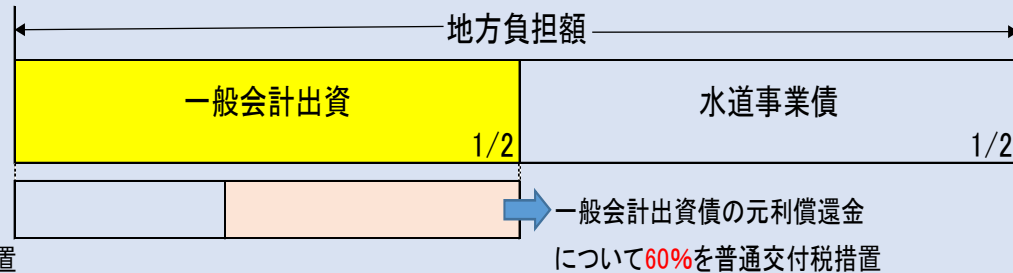 地方負担額
一般会計出資
1/2
水道事業債
1/2
一般会計出資債の元利償還金
について60%を普通交付税措置
置